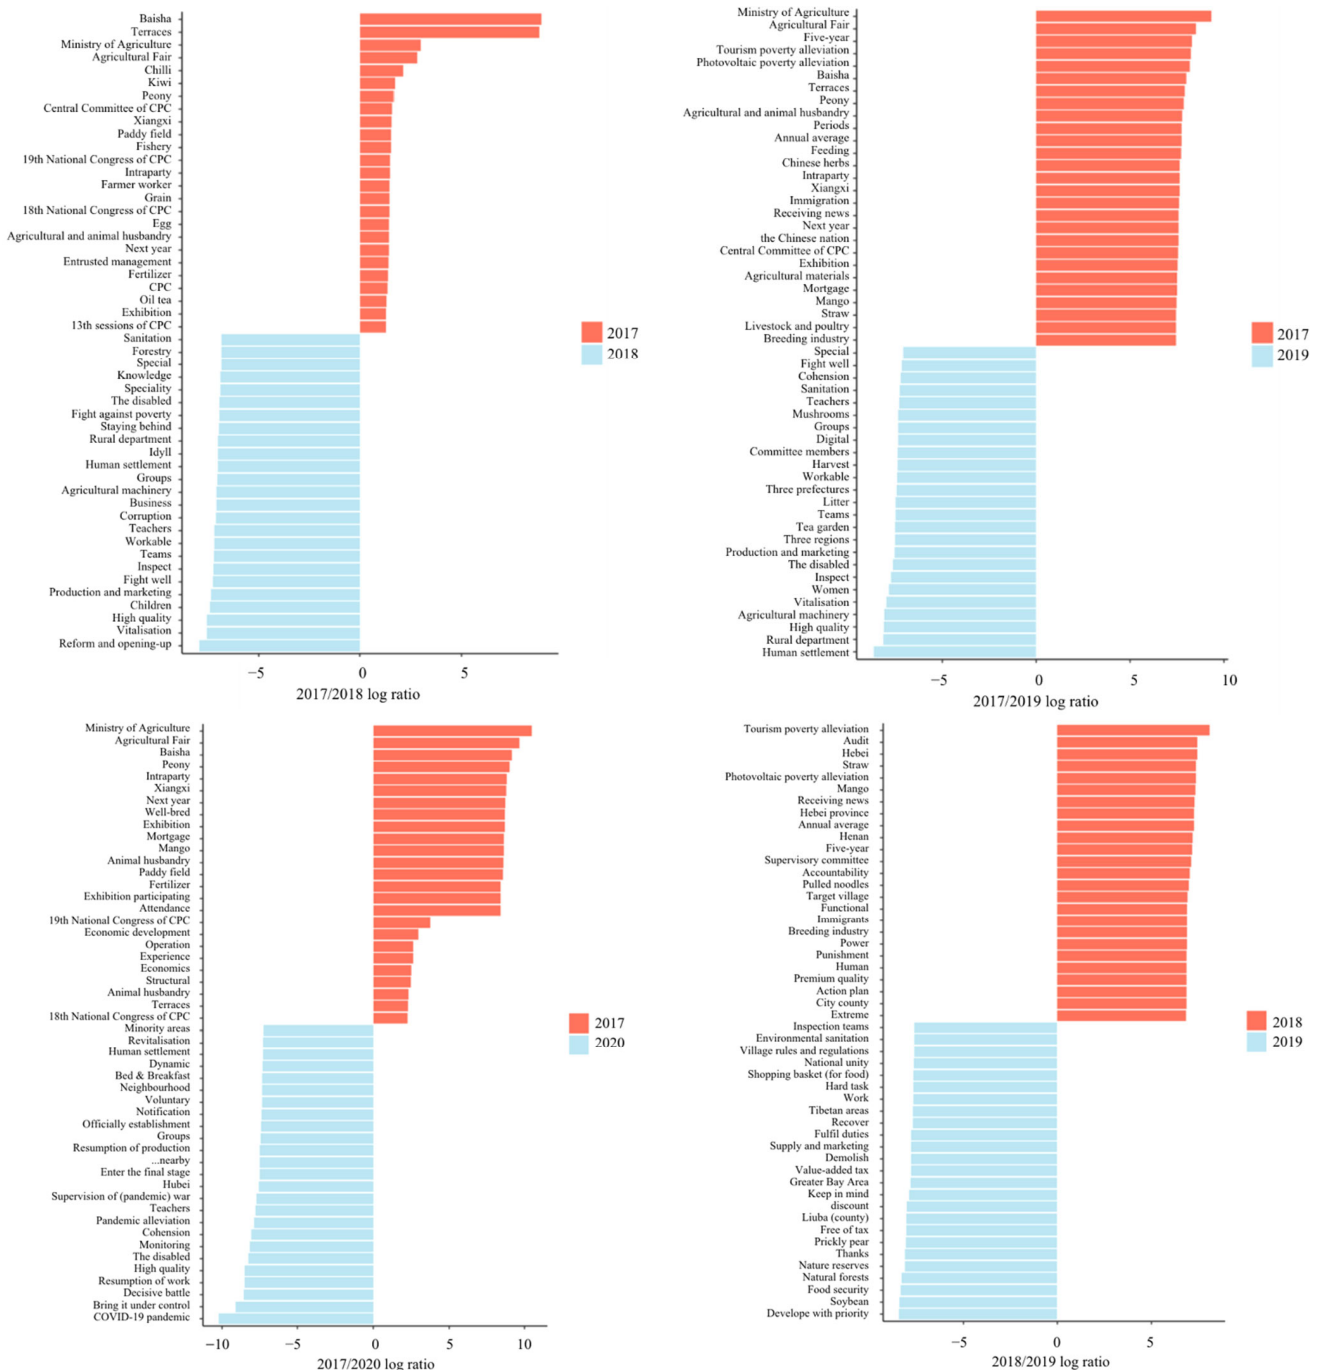 Baisha
Terraces
Ministry of Agriculture
Agricultural Fair
Chilli
Kiwi
Peony
Central Committee of CPC
Xiangxi
Paddy field
Fishery
19th National Congress of CPC
Intraparty
Farmer worker
Grain
18th National Congress of CPC
Egg
Agricultural and animal husbandry
Next year
Entrusted management
Fertilizer
CPC
Oil tea
Exhibition
13th sessions of CPC
Sanitation
Forestry
Special
Knowledge
Speciality
The disabled
Fight against poverty
Staying behind
Rural department
Idyll
Human settlement
Groups
Agricultural machinery
Business
Corruption
Teachers
Workable
Teams
Inspect
Fight well
Production and marketing
Children
High quality
Vitalisation
Reform and opening-up
−5 0 5
2017/2018 log ratio
2017
2018
Ministry of Agriculture
Agricultural Fair
Five-year
Tourism poverty alleviation
Photovoltaic poverty alleviation
Baisha
Terraces
Peony
Agricultural and animal husbandry
Periods
Annual average
Feeding
Chinese herbs
Intraparty
Xiangxi
Immigration
Receiving news
Next year
the Chinese nation
Central Committee of CPC
Exhibition
Agricultural materials
Mortgage
Mango
Straw
Livestock and poultry
Breeding industry
Special
Fight well
Cohension
Sanitation
Teachers
Mushrooms
Groups
Digital
Committee members
Harvest
Workable
Three prefectures
Litter
Teams
Tea garden
Three regions
Production and marketing
The disabled
Inspect
Women
Vitalisation
Agricultural machinery
High quality
Rural department
Human settlement
−5 0 5 10
2017/2019 log ratio
2017
2019
Ministry of Agriculture
Agricultural Fair
Baisha
Peony
Intraparty
Xiangxi
Next year
Well-bred
Exhibition
Mortgage
Mango
Animal husbandry
Paddy field
Fertilizer
Exhibition participating
Attendance
19th National Congress of CPC
Economic development
Operation
Experience
Economics
Structural
Animal husbandry
Terraces
18th National Congress of CPC
Minority areas
Revitalisation
Human settlement
Dynamic
Bed & Breakfast
Neighbourhood
Voluntary
Notification
Officially establishment
Groups
Resumption of production
...nearby
Enter the final stage
Hubei
Supervision of (pandemic) war
Teachers
Pandemic alleviation
Cohension
Monitoring
The disabled
High quality
Resumption of work
Decisive battle
Bring it under control
COVID-19 pandemic
−10 −5 0 5 10
2017/2020 log ratio
2017
2020
Tourism poverty alleviation
Audit
Hebei
Straw
Photovoltaic poverty alleviation
Mango
Receiving news
Hebei province
Annual average
Henan
Five-year
Supervisory committee
Accountability
Pulled noodles
Target village
Functional
Immigrants
Breeding industry
Power
Punishment
Human
Premium quality
Action plan
City county
Extreme
Inspection teams
Environmental sanitation
Village rules and regulations
National unity
Shopping basket (for food)
Hard task
Work
Tibetan areas
Recover
Fulfil duties
Supply and marketing
Demolish
Value-added tax
Greater Bay Area
Keep in mind
discount
Liuba (county)
Free of tax
Prickly pear
Thanks
Nature reserves
Natural forests
Food security
Soybean
Develope with priority
−5 0 5
2018/2019 log ratio
2018
2019